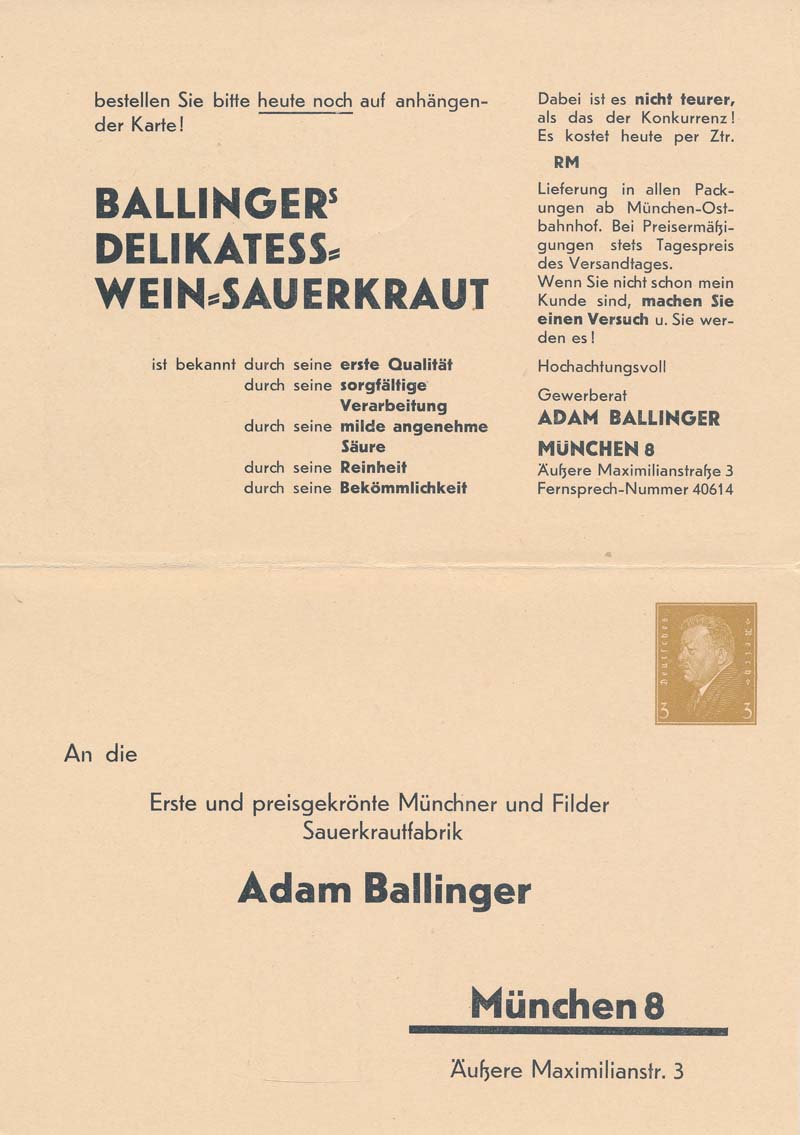 bestellen Sie bitte heute noch auf anhängen-
der Karte!
BALLINGERs
DELIKATESS=
WEIN=SAUERKRAUT
ist bekannt durch seine erste Qualität
durch seine sorgfältige
Verarbeitung
durch seine milde angenehme
Säure
durch seine Reinheit
durch seine Bekömmlichkeit
Dabei ist es nicht teurer,
als das der Konkurrenz!
Es kostet heute per Ztr.
RM
Lieferung in allen Pack-
ungen ab München-Ost-
bahnhof. Bei Preisermäßi-
gungen stets Tagespreis
des Versandtages.
Wenn Sie nicht schon mein
Kunde sind, machen Sie
einen Versuch u. Sie wer-
den es!
Hochachtungsvoll
Gewerberat
ADAM BALLINGER
MÜNCHEN 8
Äußere Maximilianstraße 3
Fernsprech-Nummer 40614
Deutsches
Reich
3 3
An die
Erste und preisgekrönte Münchner und Filder
Sauerkrautfabrik
Adam Ballinger
München 8
Äußere Maximilianstr. 3